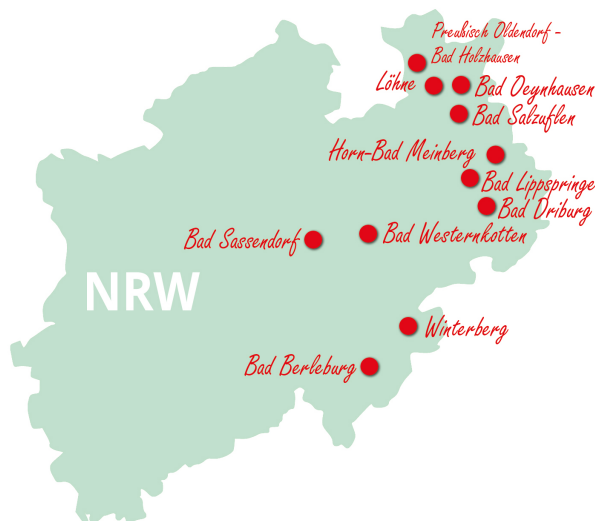 Preußisch Oldendorf -
Bad Holzhausen
Löhne
Bad Oeynhausen
Bad Salzuflen
Horn-Bad Meinberg
Bad Lippspringe
Bad Driburg
Bad Sassendorf
Bad Westernkotten
NRW
Winterberg
Bad Berleburg